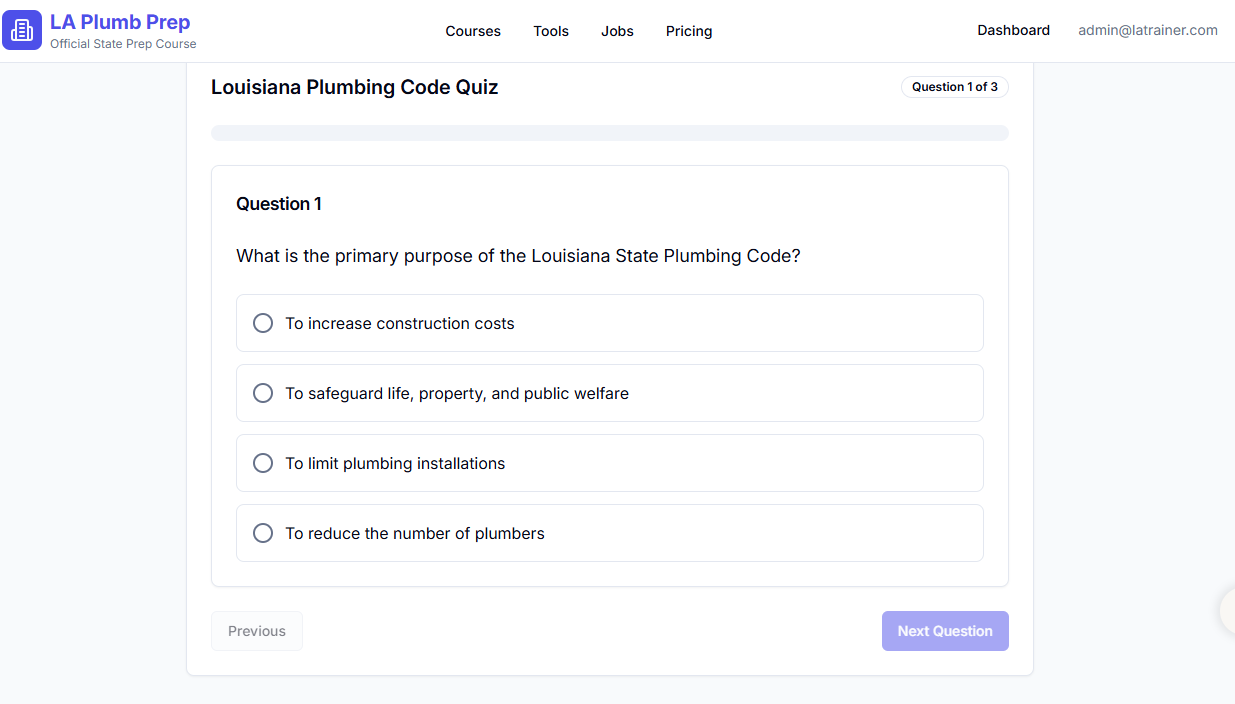 LA Plumb Prep
Official State Prep Course
Courses
Tools
Jobs
Pricing
Dashboard
admin@latrainer.com
Louisiana Plumbing Code Quiz
Question 1 of 3
Question 1
What is the primary purpose of the Louisiana State Plumbing Code?
To increase construction costs
To safeguard life, property, and public welfare
To limit plumbing installations
To reduce the number of plumbers
Previous
Next Question